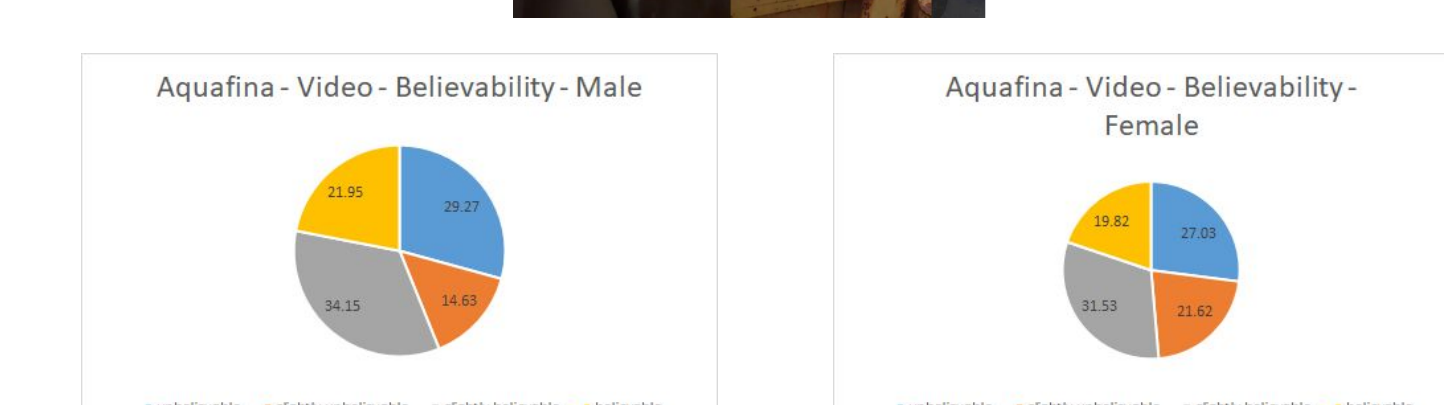 Aquafina - Video - Believability - Male
21.95
29.27
34.15
14.63
Aquafina - Video - Believability -
Female
19.82
27.03
31.53
21.62